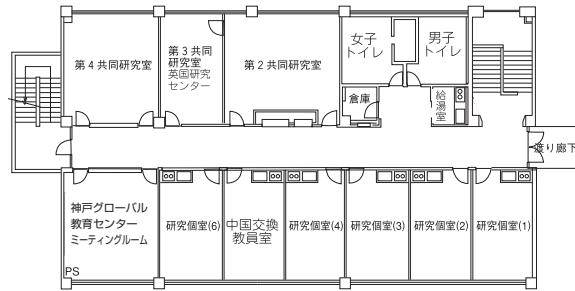 女子
トイレ
男子
トイレ
第3共同
研究室
英国研究
センター
第4共同研究室
第2共同研究室
倉庫
給湯室
渡り廊下
神戸グローバル
教育センター
ミーティングルーム
研究個室(6)
中国交換
教員室
研究個室(4)
研究個室(3)
研究個室(2)
研究個室(1)
PS